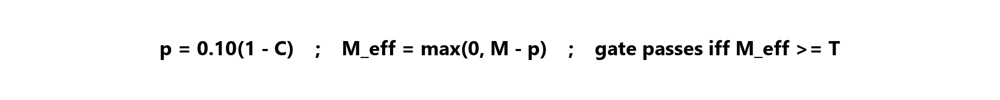 p = 0.10(1 - C)    ;    M_eff = max(0, M - p)    ;    gate passes iff M_eff >= T